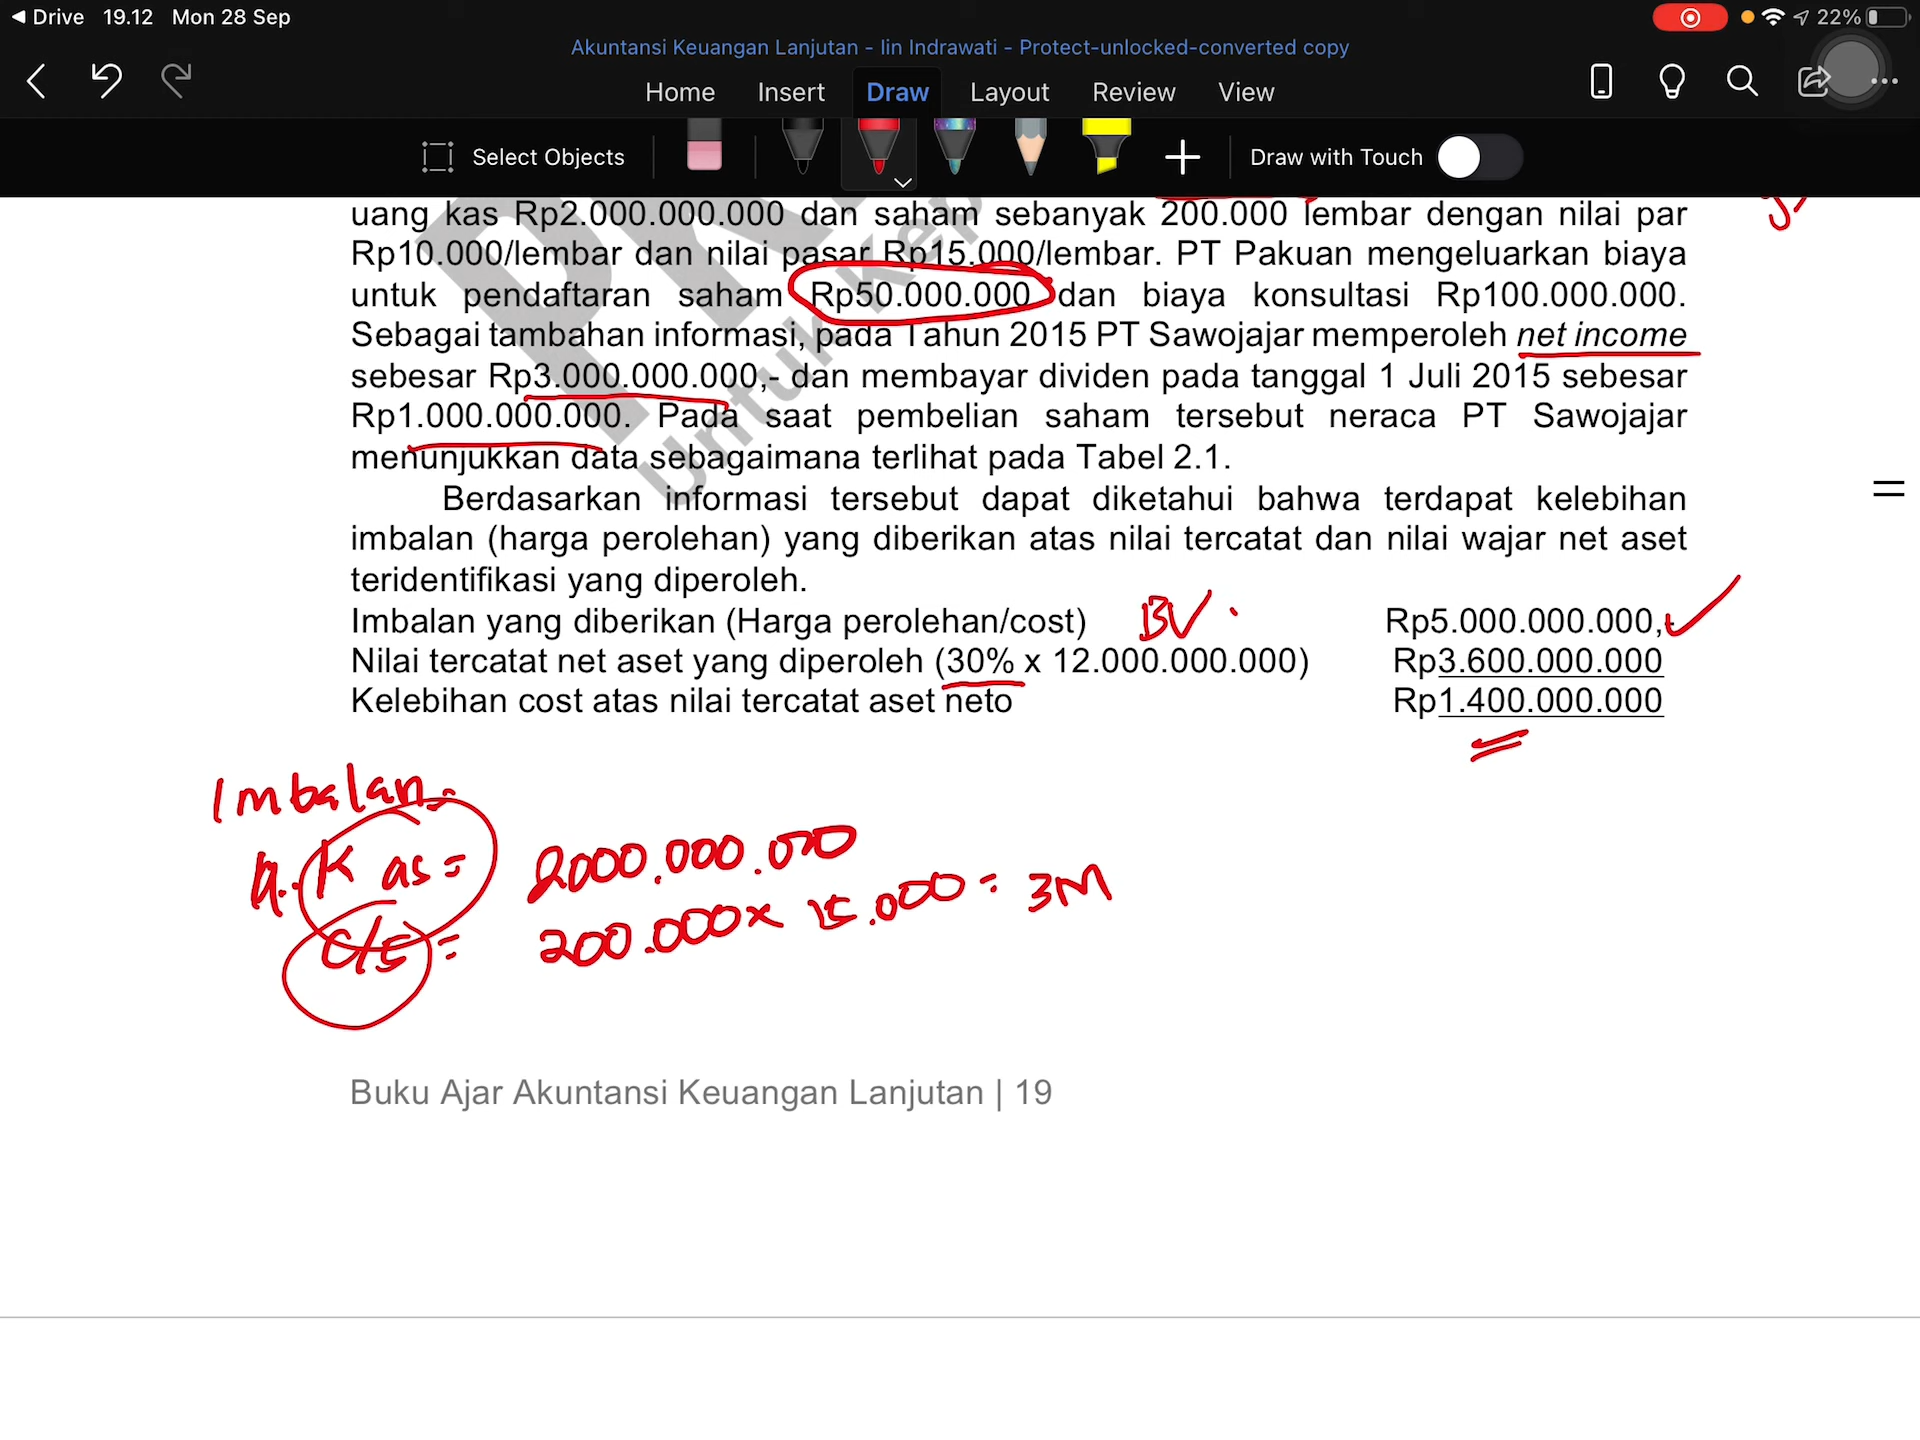 Drive 19.12 Mon 28 Sep 22%
Akuntansi Keuangan Lanjutan - Iin Indrawati - Protect-unlocked-converted copy
Home Insert Draw Layout Review View
Select Objects Draw with Touch
uang kas Rp2.000.000.000 dan saham sebanyak 200.000 lembar dengan nilai par
Rp10.000/lembar dan nilai pasar Rp15.000/lembar. PT Pakuan mengeluarkan biaya
untuk pendaftaran saham Rp50.000.000 dan biaya konsultasi Rp100.000.000.
Sebagai tambahan informasi, pada Tahun 2015 PT Sawojajar memperoleh net income
sebesar Rp3.000.000.000,- dan membayar dividen pada tanggal 1 Juli 2015 sebesar
Rp1.000.000.000. Pada saat pembelian saham tersebut neraca PT Sawojajar
menunjukkan data sebagaimana terlihat pada Tabel 2.1.
Berdasarkan informasi tersebut dapat diketahui bahwa terdapat kelebihan
imbalan (harga perolehan) yang diberikan atas nilai tercatat dan nilai wajar net aset
teridentifikasi yang diperoleh.
BV
Imbalan yang diberikan (Harga perolehan/cost) Rp5.000.000.000,-
Nilai tercatat net aset yang diperoleh (30% x 12.000.000.000) Rp3.600.000.000
Kelebihan cost atas nilai tercatat aset neto Rp1.400.000.000
Imbalan:
Kas = 2000.000.000
C/S = 200.000 x 15.000 = 3M
Buku Ajar Akuntansi Keuangan Lanjutan | 19